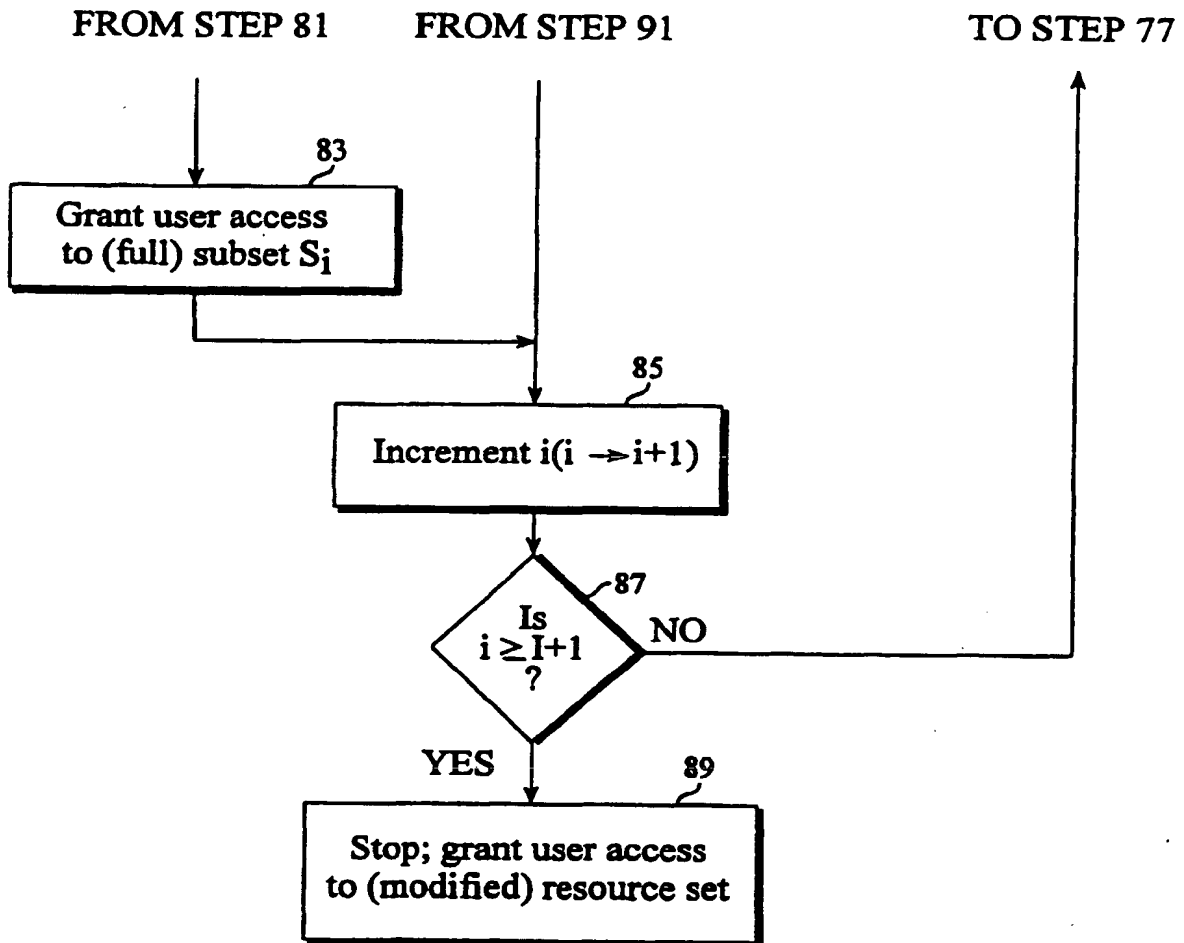 FROM STEP 81
FROM STEP 91
TO STEP 77
83
Grant user access
to (full) subset Si
85
Increment i(i → i+1)
87
Is
i ≥ I+1
?
NO
YES
89
Stop; grant user access
to (modified) resource set